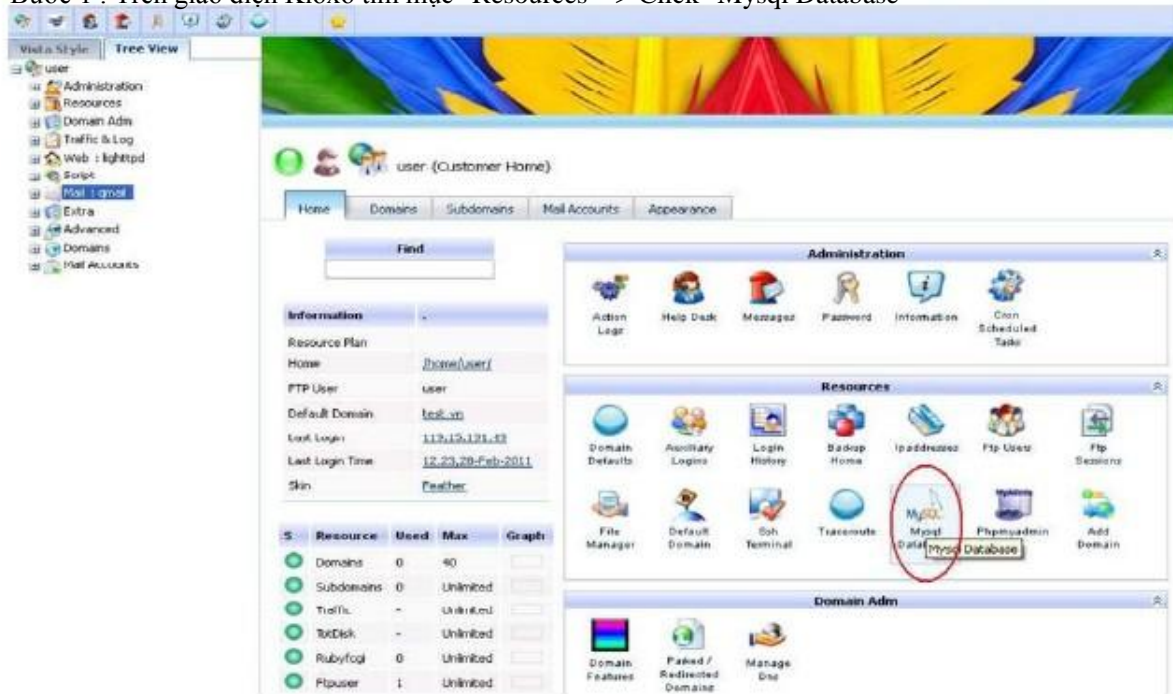 Bước 1 : Trên giao diện Kloxo tìm mục "Resources" -> Click "Mysql Database"
Vista Style
Tree View
user
Administration
Resources
Domain Adm
Traffic & Log
Web : lighttpd
Script
Mail : qmail
Extra
Advanced
Domains
Mail Accounts
user (Customer Home)
Home
Domains
Subdomains
Mail Accounts
Appearance
Find
Information -
Resource Plan
Home /home/user/
FTP User user
Default Domain test.vn
Last Login
Last Login Time 12:23,28-Feb-2011
Skin Feather
S Resource Used Max Graph
Domains 0 40
Subdomains 0 Unlimited
Traffic - Unlimited
TotDisk - Unlimited
Rubyfcgi 0 Unlimited
Ftpuser 1 Unlimited
Administration
Action Logs
Help Desk
Messages
Password
Information
Cron Scheduled Tasks
Resources
Domain Defaults
Auxiliary Logins
Login History
Backup Home
Ipaddresses
Ftp Users
Ftp Sessions
File Manager
Default Domain
Ssh Terminal
Traceroute
Mysql
Phpmyadmin
Add Domain
Mysql Database
Domain Adm
Domain Features
Parked / Redirected Domains
Manage Dns